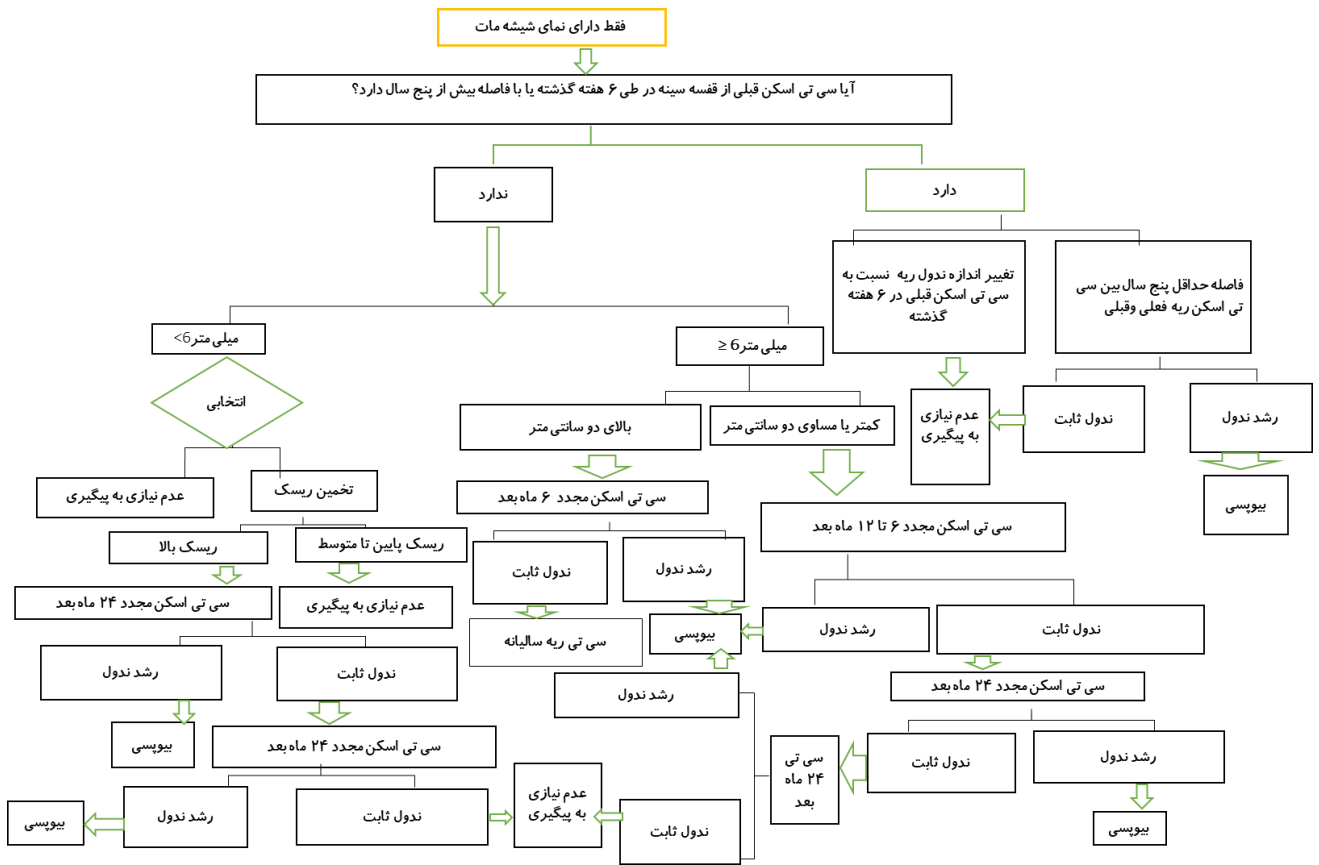 فقط دارای نمای شیشه مات
آیا سی تی اسکن قبلی از قفسه سینه در طی ۶ هفته گذشته یا با فاصله بیش از پنج سال دارد؟
دارد
ندارد
فاصله حداقل پنج سال بین سی
تی اسکن ریه فعلی وقبلی
تغییر اندازه ندول ریه نسبت به
سی تی اسکن قبلی در ۶ هفته
گذشته
رشد ندول
ندول ثابت
عدم نیازی
به پیگیری
بیوپسی
≥ 6میلی متر
<6میلی متر
انتخابی
کمتر یا مساوی دو سانتی متر
بالای دو سانتی متر
تخمین ریسک
عدم نیازی به پیگیری
سی تی اسکن مجدد ۶ تا ۱۲ ماه بعد
سی تی اسکن مجدد ۶ ماه بعد
ریسک پایین تا متوسط
ریسک بالا
رشد ندول
ندول ثابت
عدم نیازی به پیگیری
سی تی اسکن مجدد ۲۴ ماه بعد
ندول ثابت
رشد ندول
بیوپسی
سی تی ریه سالیانه
ندول ثابت
رشد ندول
سی تی اسکن مجدد ۲۴ ماه بعد
رشد ندول
بیوپسی
سی تی اسکن مجدد ۲۴ ماه بعد
رشد ندول
ندول ثابت
سی تی
۲۴ ماه
بعد
عدم نیازی
به پیگیری
بیوپسی
ندول ثابت
ندول ثابت
رشد ندول
بیوپسی